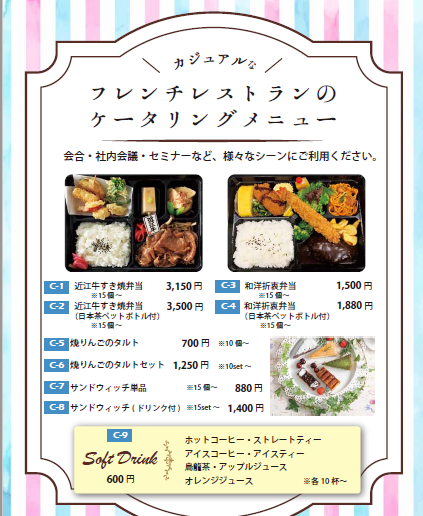 カジュアルな
フレンチレストランの
ケータリングメニュー
会合・社内会議・セミナーなど、様々なシーンにご利用ください。
C-1 近江牛すき焼弁当 3,150円
※15個～
C-2 近江牛すき焼弁当 3,500円
(日本茶ペットボトル付)
※15個～
C-3 和洋折衷弁当 1,500円
※15個～
C-4 和洋折衷弁当 1,880円
(日本茶ペットボトル付)
※15個～
C-5 焼りんごのタルト 700円 ※10個～
C-6 焼りんごのタルトセット 1,250円 ※10set～
C-7 サンドウィッチ単品 ※15個～ 880円
C-8 サンドウィッチ(ドリンク付) ※15set～ 1,400円
C-9
Soft Drink
600円
ホットコーヒー・ストレートティー
アイスコーヒー・アイスティー
烏龍茶・アップルジュース
オレンジジュース ※各10杯～